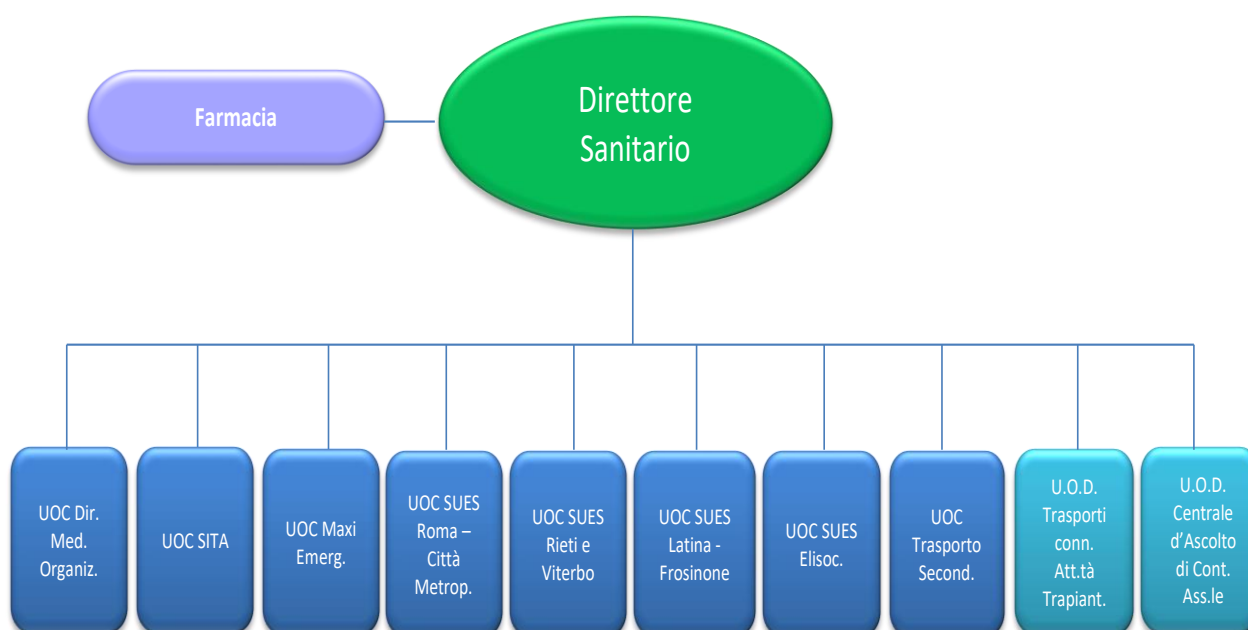 Farmacia
Direttore
Sanitario
UOC Dir.
Med.
Organiz.
UOC SITA
UOC Maxi
Emerg.
UOC SUES
Roma –
Città
Metrop.
UOC SUES
Rieti e
Viterbo
UOC SUES
Latina -
Frosinone
UOC SUES
Elisoc.
UOC
Trasporto
Second.
U.O.D.
Trasporti
conn.
Att.tà
Trapiant.
U.O.D.
Centrale
d’Ascolto
di Cont.
Ass.le